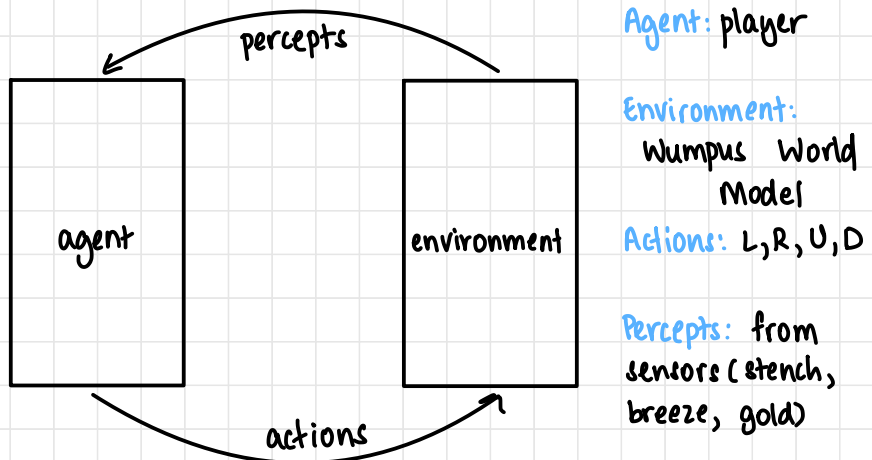 percepts
agent
environment
actions
Agent: player
Environment:
Wumpus World
Model
Actions: L,R,U,D
Percepts: from
sensors (stench,
breeze, gold)